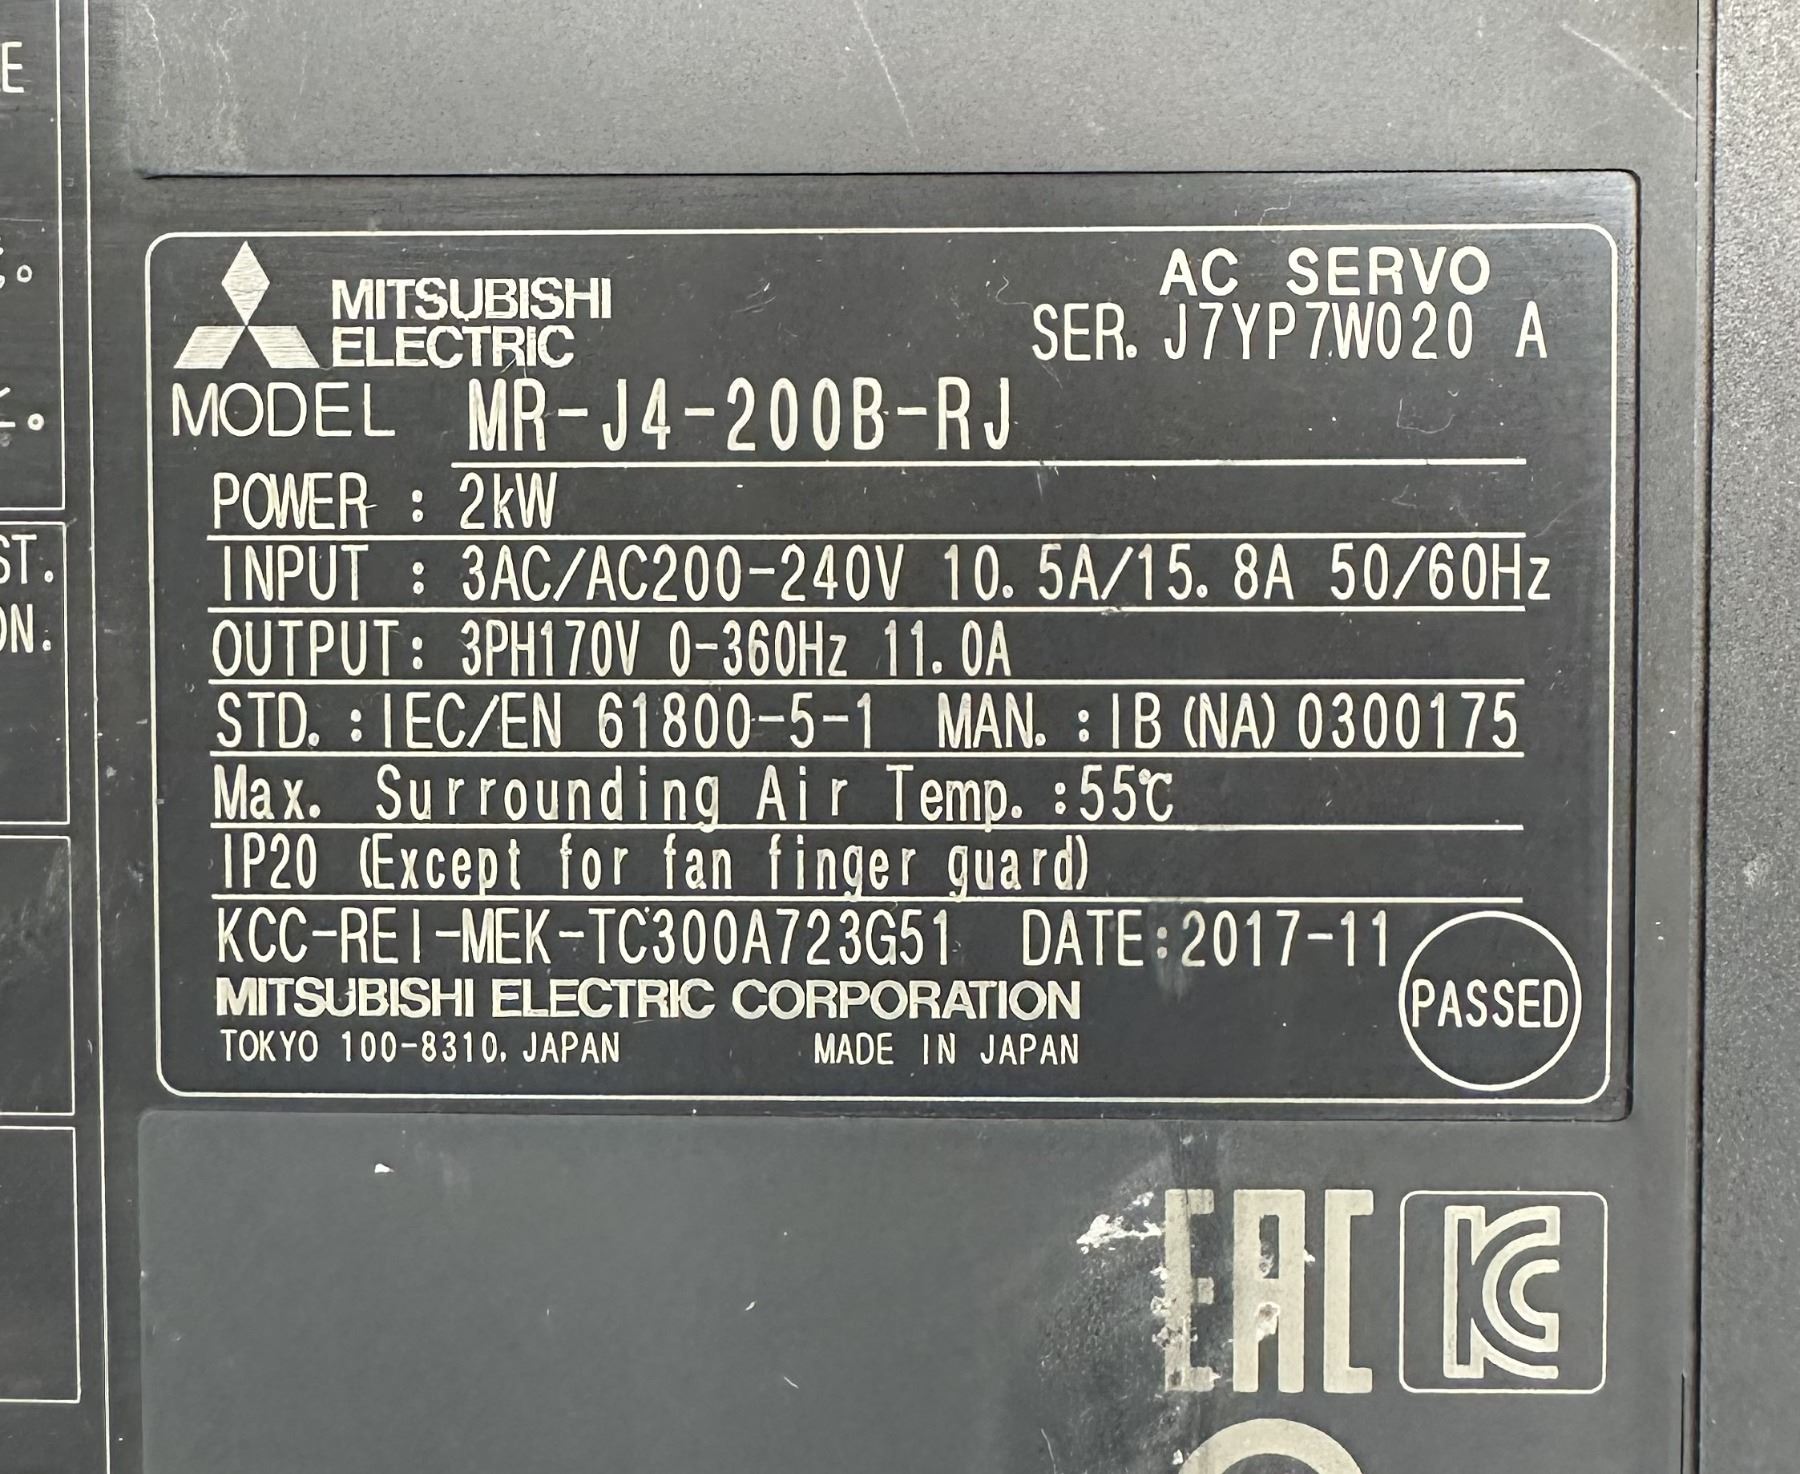 E
ST.
ON.
MITSUBISHI
ELECTRIC
AC SERVO
SER. J7YP7W020 A
MODEL MR-J4-200B-RJ
POWER : 2kW
INPUT : 3AC/AC200-240V 10.5A/15.8A 50/60Hz
OUTPUT: 3PH170V 0-360Hz 11.0A
STD. :IEC/EN 61800-5-1 MAN. :IB(NA)0300175
Max. Surrounding Air Temp. :55℃
IP20 (Except for fan finger guard)
KCC-REI-MEK-TC300A723G51 DATE:2017-11
PASSED
MITSUBISHI ELECTRIC CORPORATION
TOKYO 100-8310, JAPAN MADE IN JAPAN
EAC
KC